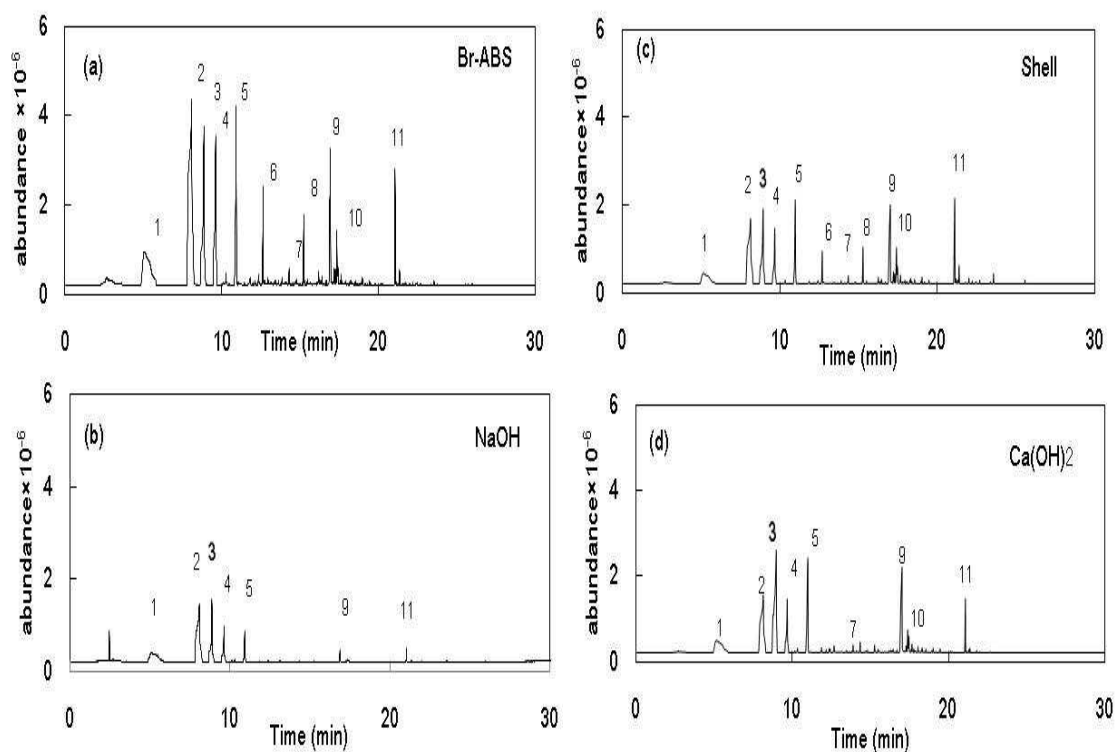 (a)
Br-ABS
abundance ×10⁻⁶
6
4
2
0
1 2 3 4 5 6 7 8 9 10 11
0 10 20 30
Time (min)
(c)
Shell
abundance×10⁻⁶
6
4
2
0
1 2 3 4 5 6 7 8 9 10 11
0 10 20 30
Time (min)
(b)
NaOH
abundance×10⁻⁶
6
4
2
0
1 2 3 4 5 9 11
0 10 20 30
Time (min)
(d)
Ca(OH)2
abundance×10⁻⁶
6
4
2
0
1 2 3 4 5 7 9 10 11
0 10 20 30
Time (min)